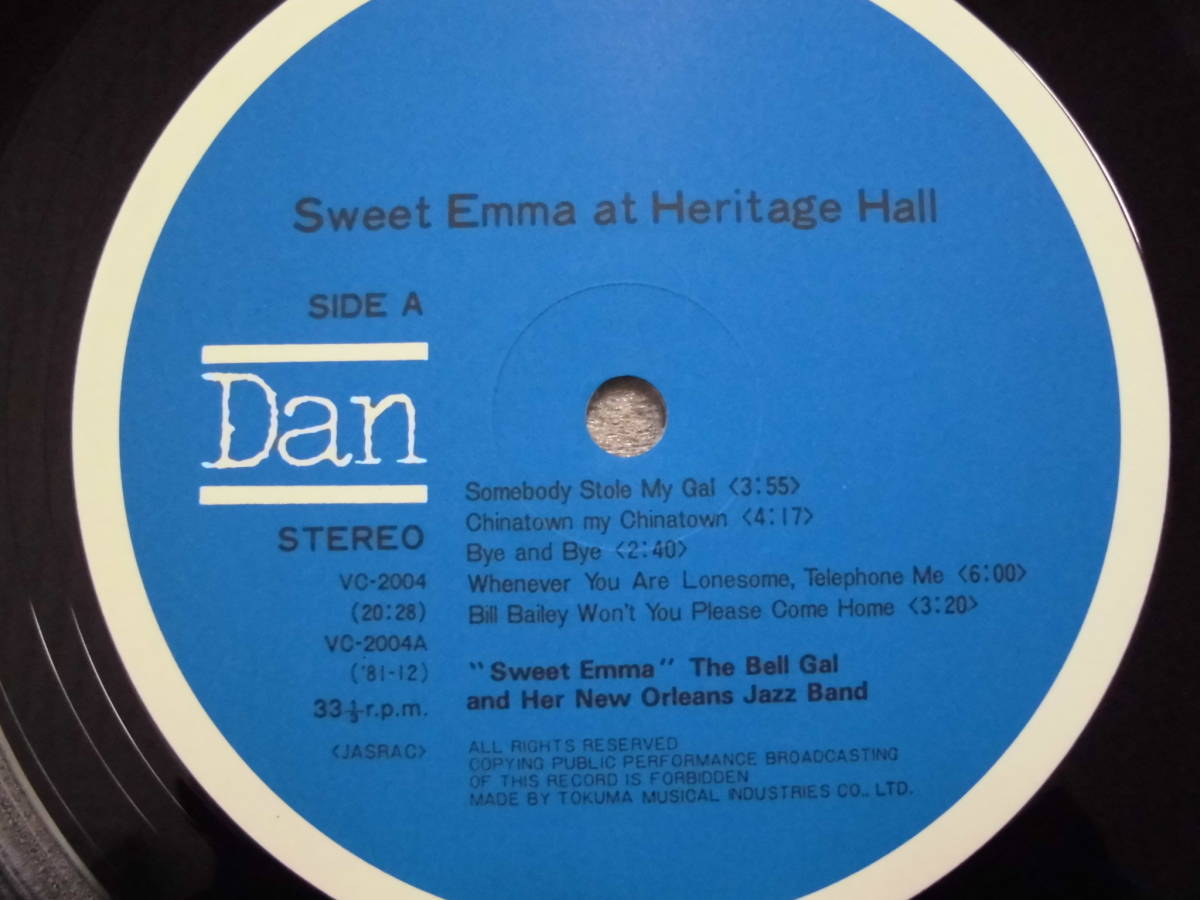 Sweet Emma at Heritage Hall
SIDE A
Dan
STEREO
VC-2004
(20:28)
VC-2004A
('81-12)
33⅓r.p.m.
<JASRAC>
Somebody Stole My Gal <3:55>
Chinatown my Chinatown <4:17>
Bye and Bye <2:40>
Whenever You Are Lonesome, Telephone Me <6:00>
Bill Bailey Won't You Please Come Home <3:20>
"Sweet Emma" The Bell Gal
and Her New Orleans Jazz Band
ALL RIGHTS RESERVED
COPYING PUBLIC PERFORMANCE BROADCASTING
OF THIS RECORD IS FORBIDDEN
MADE BY TOKUMA MUSICAL INDUSTRIES CO., LTD.